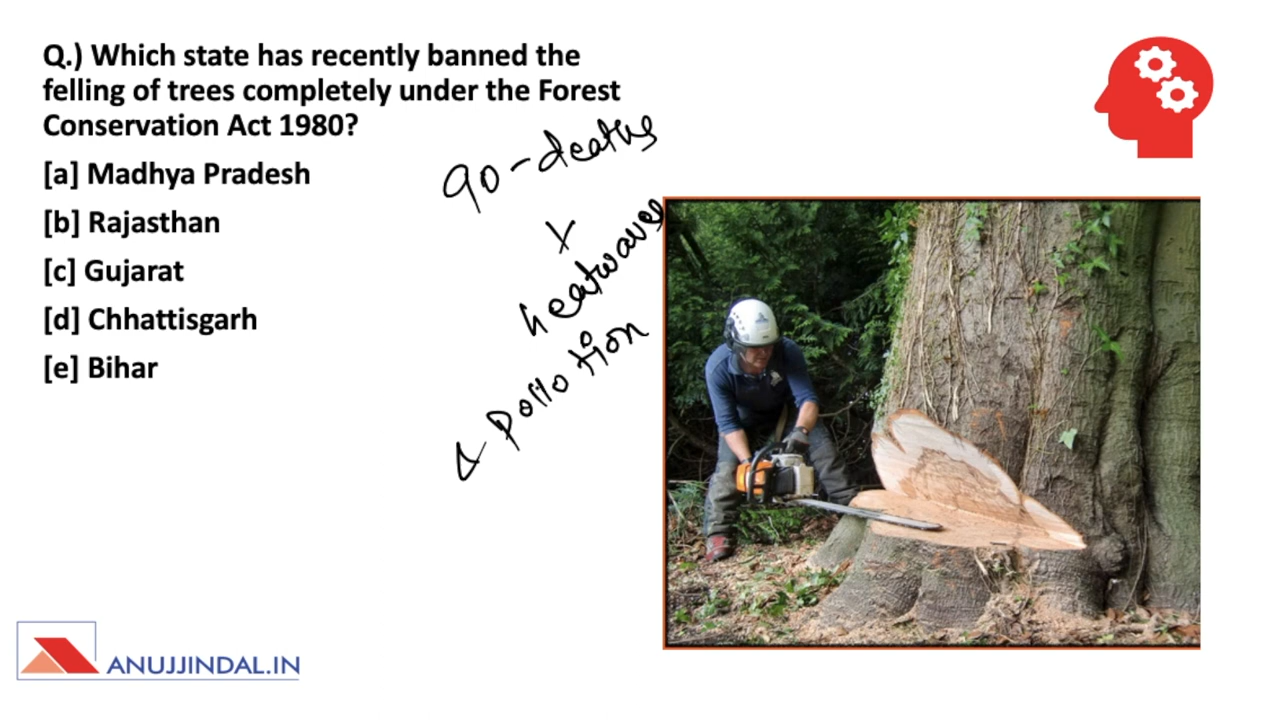 Q.) Which state has recently banned the
felling of trees completely under the Forest
Conservation Act 1980?
[a] Madhya Pradesh
[b] Rajasthan
[c] Gujarat
[d] Chhattisgarh
[e] Bihar
90-deaths
+
heatwaves
& pollution
ANUJJINDAL.IN